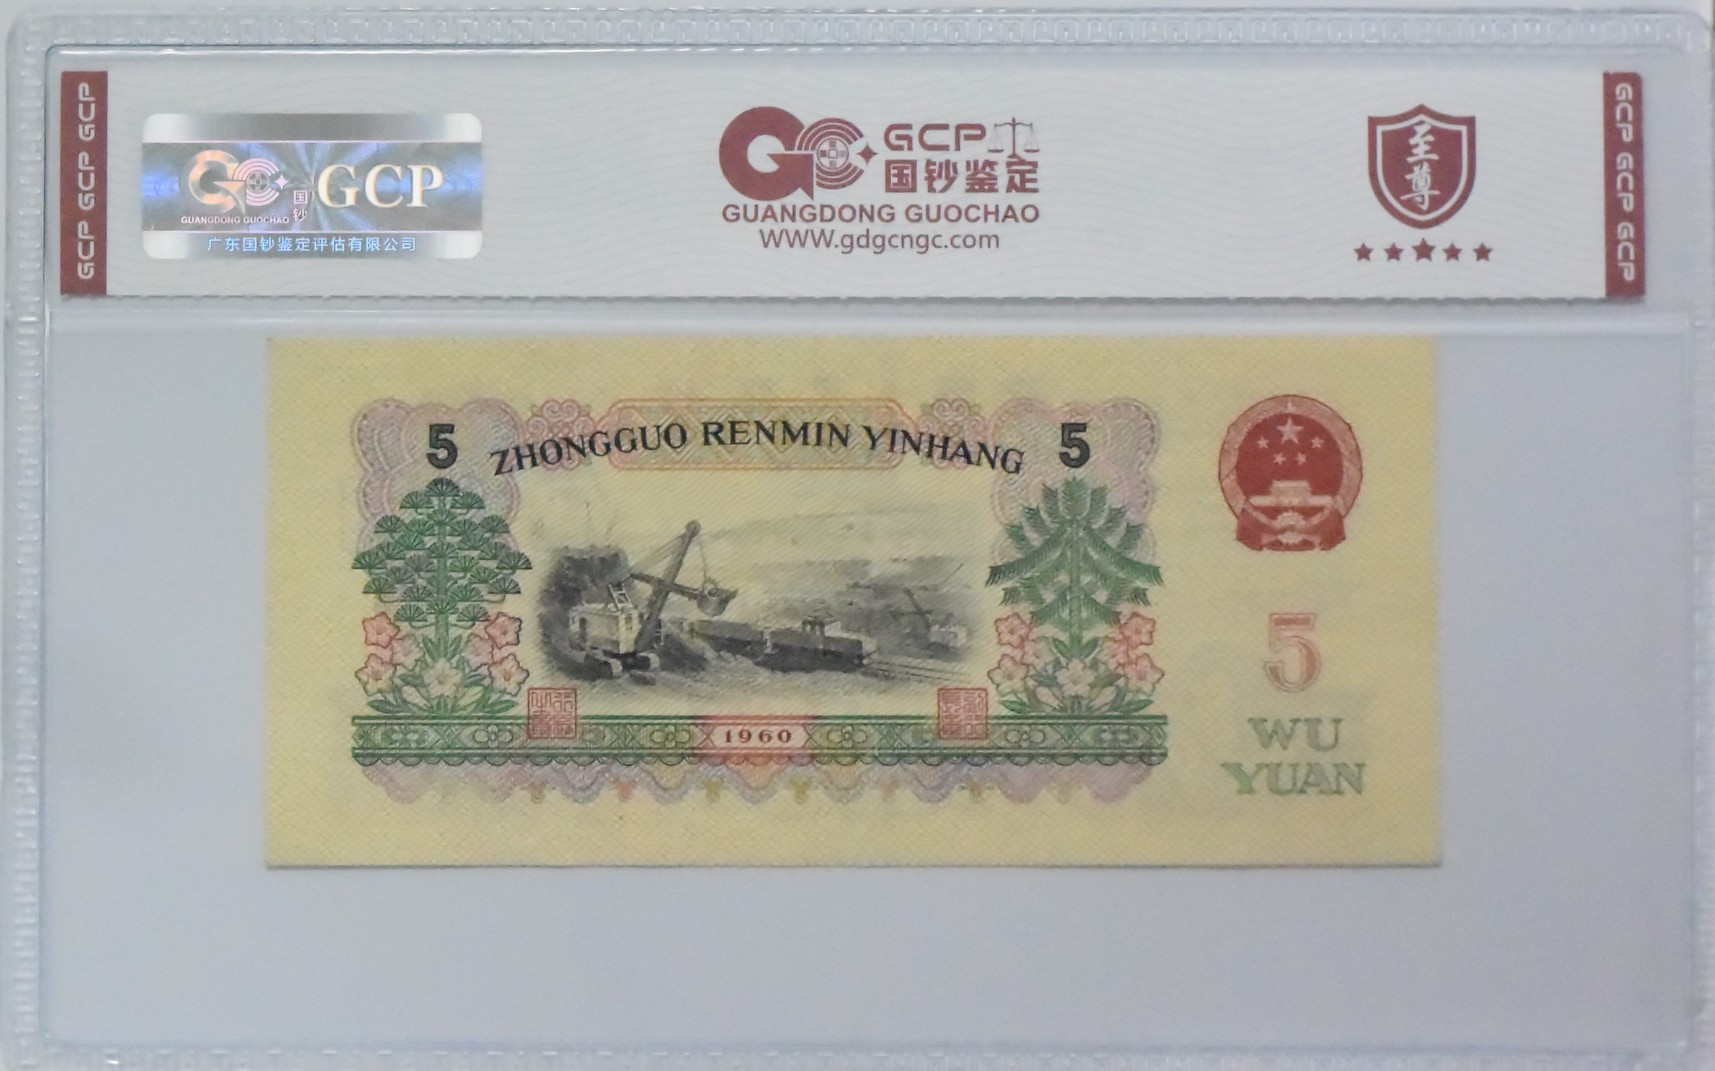 GCP GCP GCP
国钞
GCP
GUANGDONG GUOCHAO
广东国钞鉴定评估有限公司
GCP
国钞鉴定
GUANGDONG GUOCHAO
WWW.gdgcngc.com
至尊
GCP GCP GCP
5 ZHONGGUO RENMIN YINHANG 5
1960
5
WU
YUAN